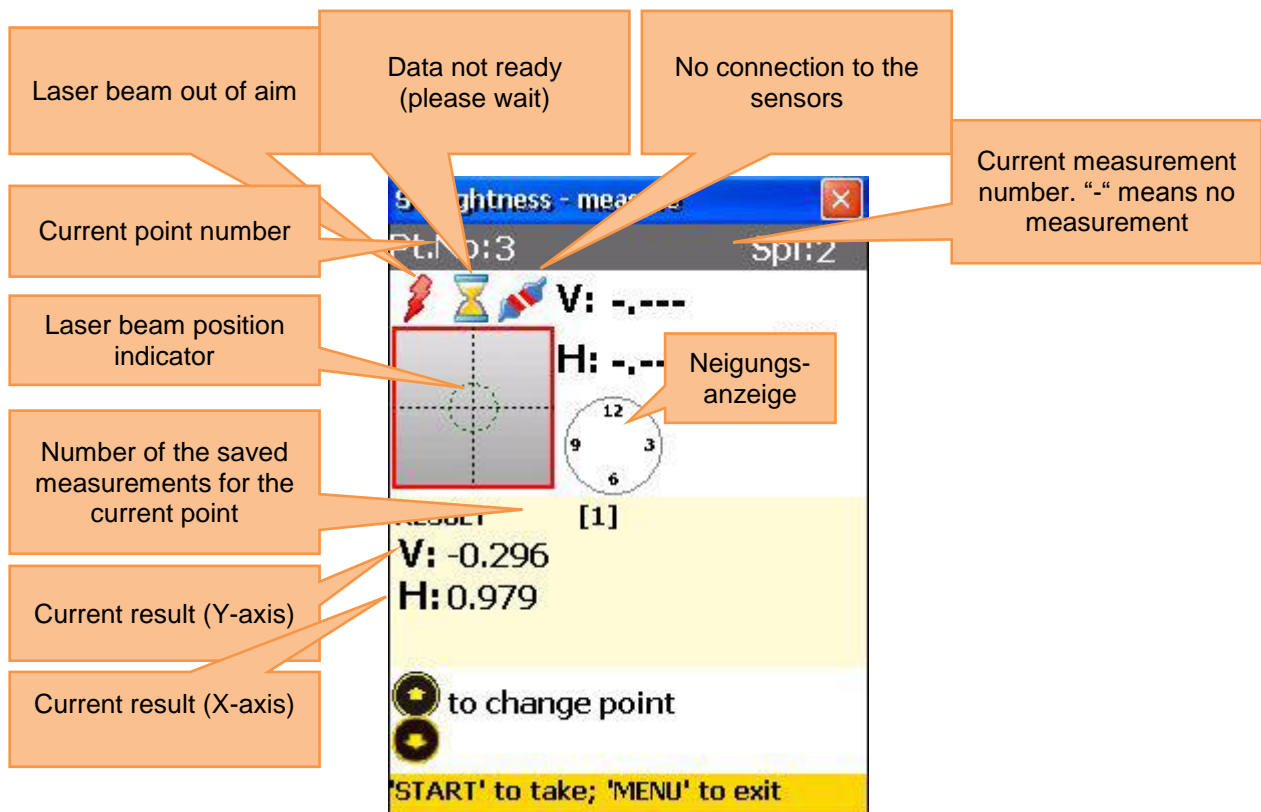 Laser beam out of aim
Data not ready
(please wait)
No connection to the
sensors
Current measurement
number. “-“ means no
measurement
Current point number
Laser beam position
indicator
Neigungs-
anzeige
Number of the saved
measurements for the
current point
Current result (Y-axis)
Current result (X-axis)
- 
:3
:2
V: -.---
H: -.--
12
9
3
6
[1]
V: -0.296
H: 0.979
to change point
'START' to take; 'MENU' to exit